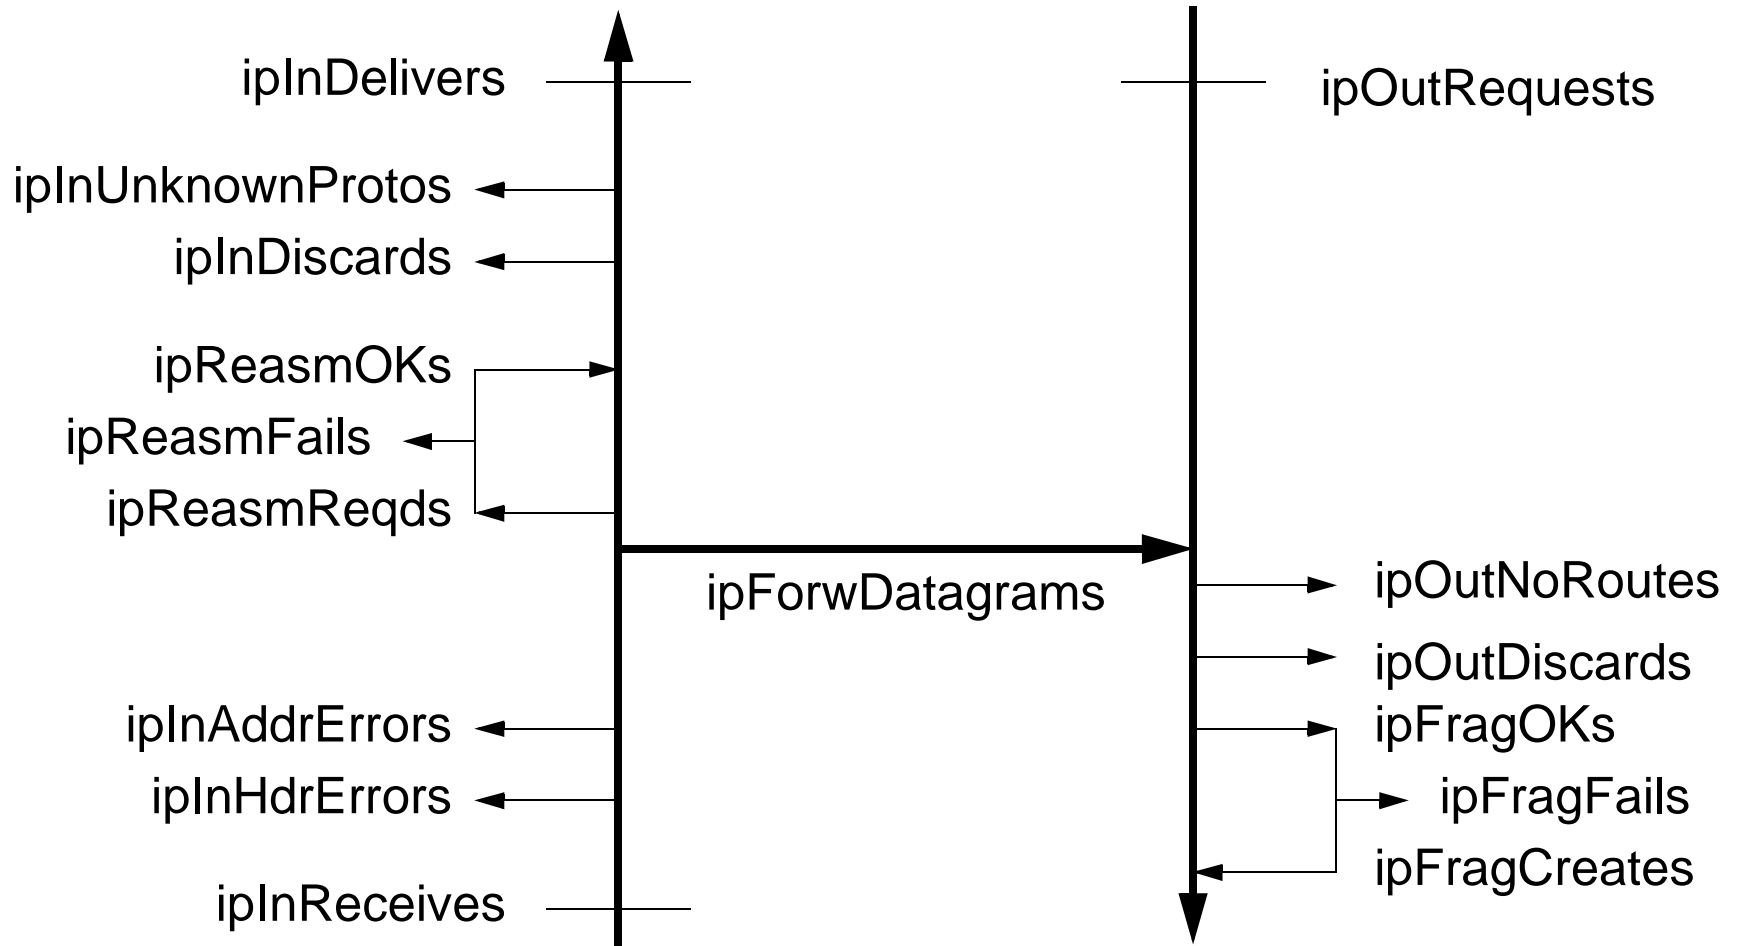 ipInDelivers
ipOutRequests
ipInUnknownProtos
ipInDiscards
ipReasmOKs
ipReasmFails
ipReasmReqds
ipForwDatagrams
ipOutNoRoutes
ipOutDiscards
ipInAddrErrors
ipFragOKs
ipInHdrErrors
ipFragFails
ipFragCreates
ipInReceives